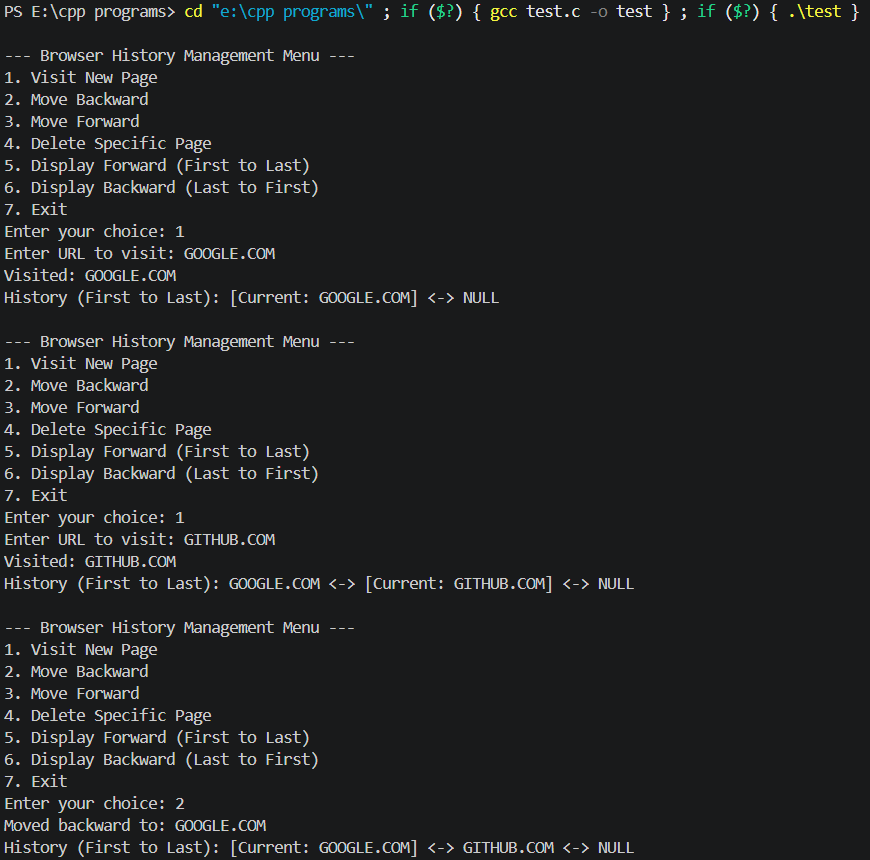 PS E:\cpp programs> cd "e:\cpp programs\" ; if ($?) { gcc test.c -o test } ; if ($?) { .\test }
--- Browser History Management Menu ---
1. Visit New Page
2. Move Backward
3. Move Forward
4. Delete Specific Page
5. Display Forward (First to Last)
6. Display Backward (Last to First)
7. Exit
Enter your choice: 1
Enter URL to visit: GOOGLE.COM
Visited: GOOGLE.COM
History (First to Last): [Current: GOOGLE.COM] <-> NULL
--- Browser History Management Menu ---
1. Visit New Page
2. Move Backward
3. Move Forward
4. Delete Specific Page
5. Display Forward (First to Last)
6. Display Backward (Last to First)
7. Exit
Enter your choice: 1
Enter URL to visit: GITHUB.COM
Visited: GITHUB.COM
History (First to Last): GOOGLE.COM <-> [Current: GITHUB.COM] <-> NULL
--- Browser History Management Menu ---
1. Visit New Page
2. Move Backward
3. Move Forward
4. Delete Specific Page
5. Display Forward (First to Last)
6. Display Backward (Last to First)
7. Exit
Enter your choice: 2
Moved backward to: GOOGLE.COM
History (First to Last): [Current: GOOGLE.COM] <-> GITHUB.COM <-> NULL